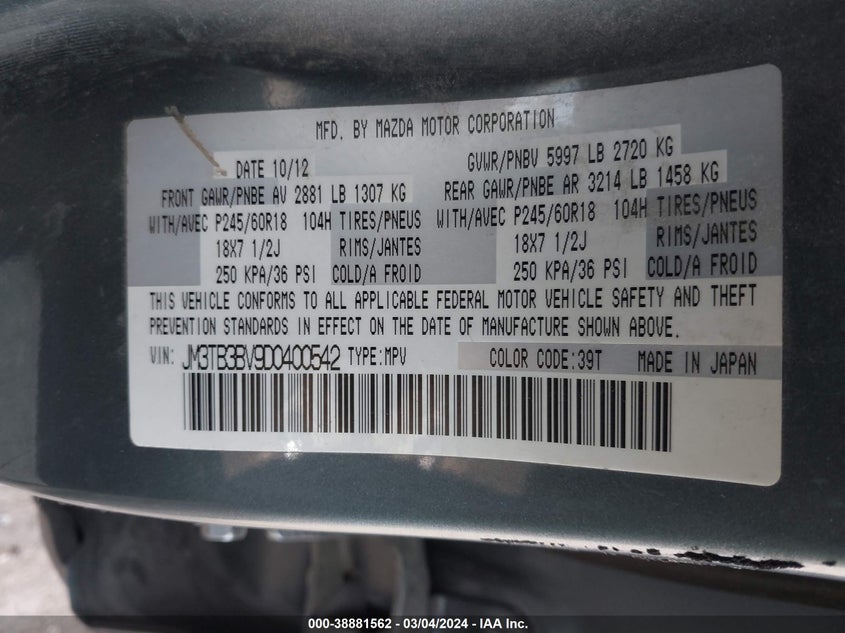 MFD. BY MAZDA MOTOR CORPORATION
DATE 10/12 GVWR/PNBV 5997 LB 2720 KG
FRONT GAWR/PNBE AV 2881 LB 1307 KG REAR GAWR/PNBE AR 3214 LB 1458 KG
WITH/AVEC P245/60R18 104H TIRES/PNEUS WITH/AVEC P245/60R18 104H TIRES/PNEUS
18X7 1/2J RIMS/JANTES 18X7 1/2J RIMS/JANTES
250 KPA/36 PSI COLD/A FROID 250 KPA/36 PSI COLD/A FROID
THIS VEHICLE CONFORMS TO ALL APPLICABLE FEDERAL MOTOR VEHICLE SAFETY AND THEFT
PREVENTION STANDARDS IN EFFECT ON THE DATE OF MANUFACTURE SHOWN ABOVE.
VIN: JM3TB3BV9D0400542 TYPE:MPV COLOR CODE:39T MADE IN JAPAN
000-38881562 - 03/04/2024 - IAA Inc.